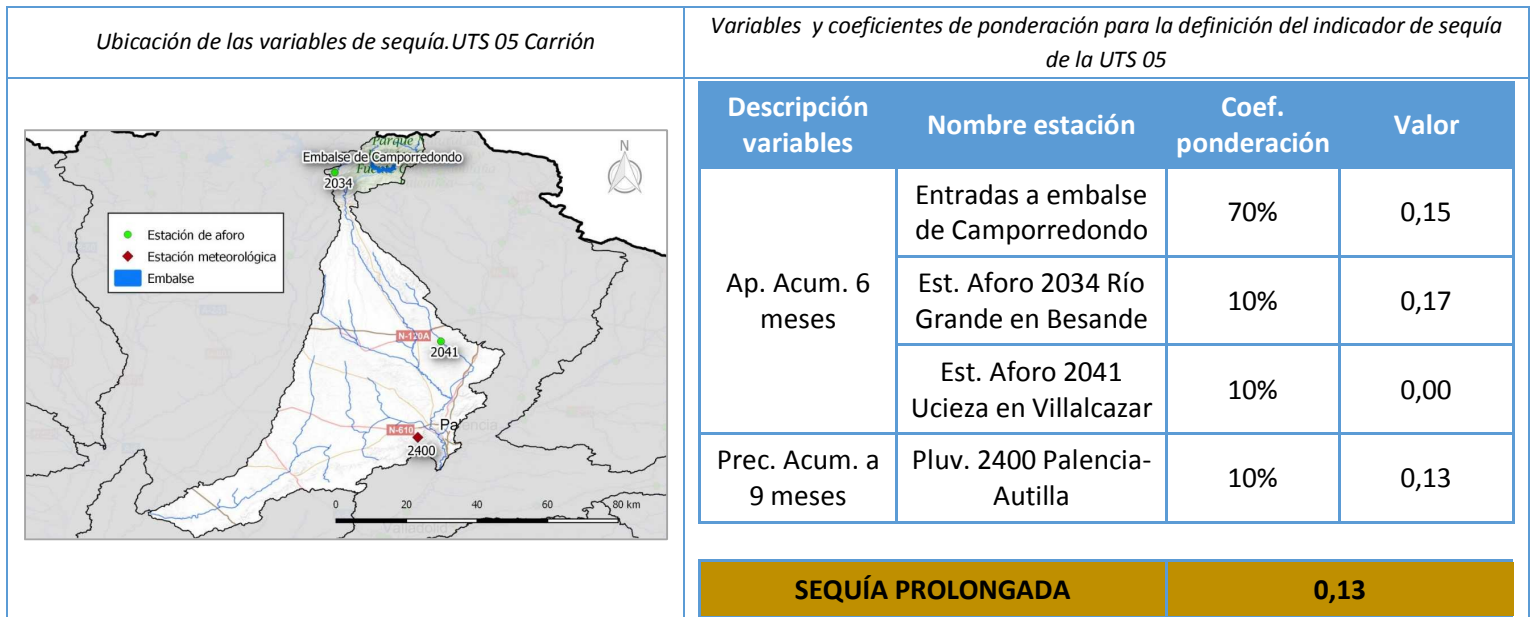 Ubicación de las variables de sequía.UTS 05 Carrión
Variables y coeficientes de ponderación para la definición del indicador de sequía
de la UTS 05
Parque
Embalse de Camporredondo
Fuente
2034
N
Estación de aforo
Estación meteorológica
Embalse
N-120A
2041
N-610
Palencia
2400
0 20 40 60 80 km
Valladolid
Descripción
variables
Nombre estación
Coef.
ponderación
Valor
Ap. Acum. 6
meses
Entradas a embalse
de Camporredondo
70%
0,15
Est. Aforo 2034 Río
Grande en Besande
10%
0,17
Est. Aforo 2041
Ucieza en Villalcazar
10%
0,00
Prec. Acum. a
9 meses
Pluv. 2400 Palencia-
Autilla
10%
0,13
SEQUÍA PROLONGADA
0,13